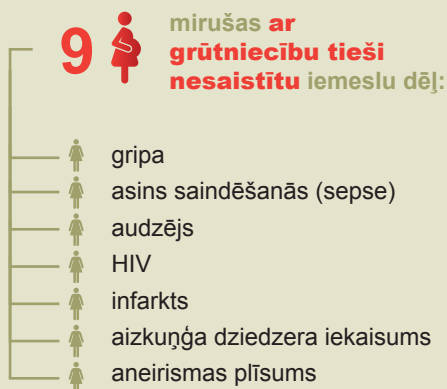 9
mirušas ar
grūtniecību tieši
nesaistītu iemeslu dēļ:
gripa
asins saindēšanās (sepse)
audzējs
HIV
infarkts
aizkuņģa dziedzera iekaisums
aneirismas plīsums